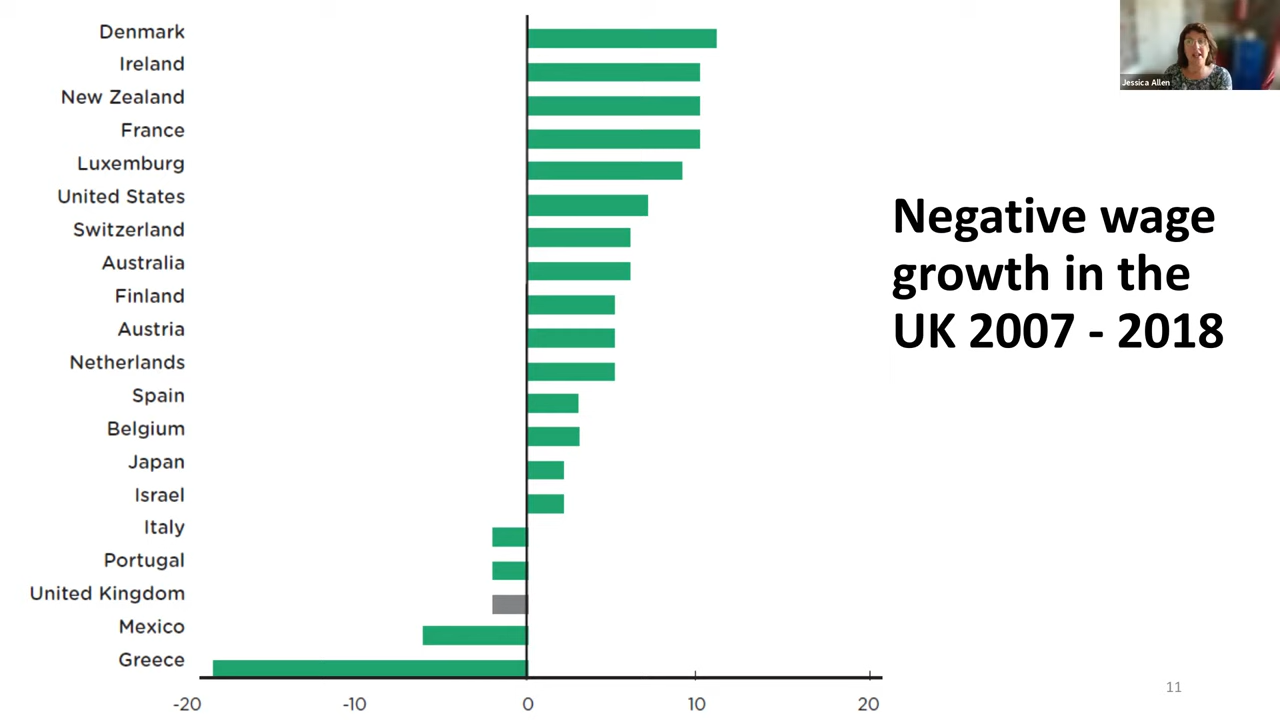 Denmark
Ireland
New Zealand
France
Luxemburg
United States
Switzerland
Australia
Finland
Austria
Netherlands
Spain
Belgium
Japan
Israel
Italy
Portugal
United Kingdom
Mexico
Greece
-20 -10 0 10 20
Jessica Allen
Negative wage
growth in the
UK 2007 - 2018
11